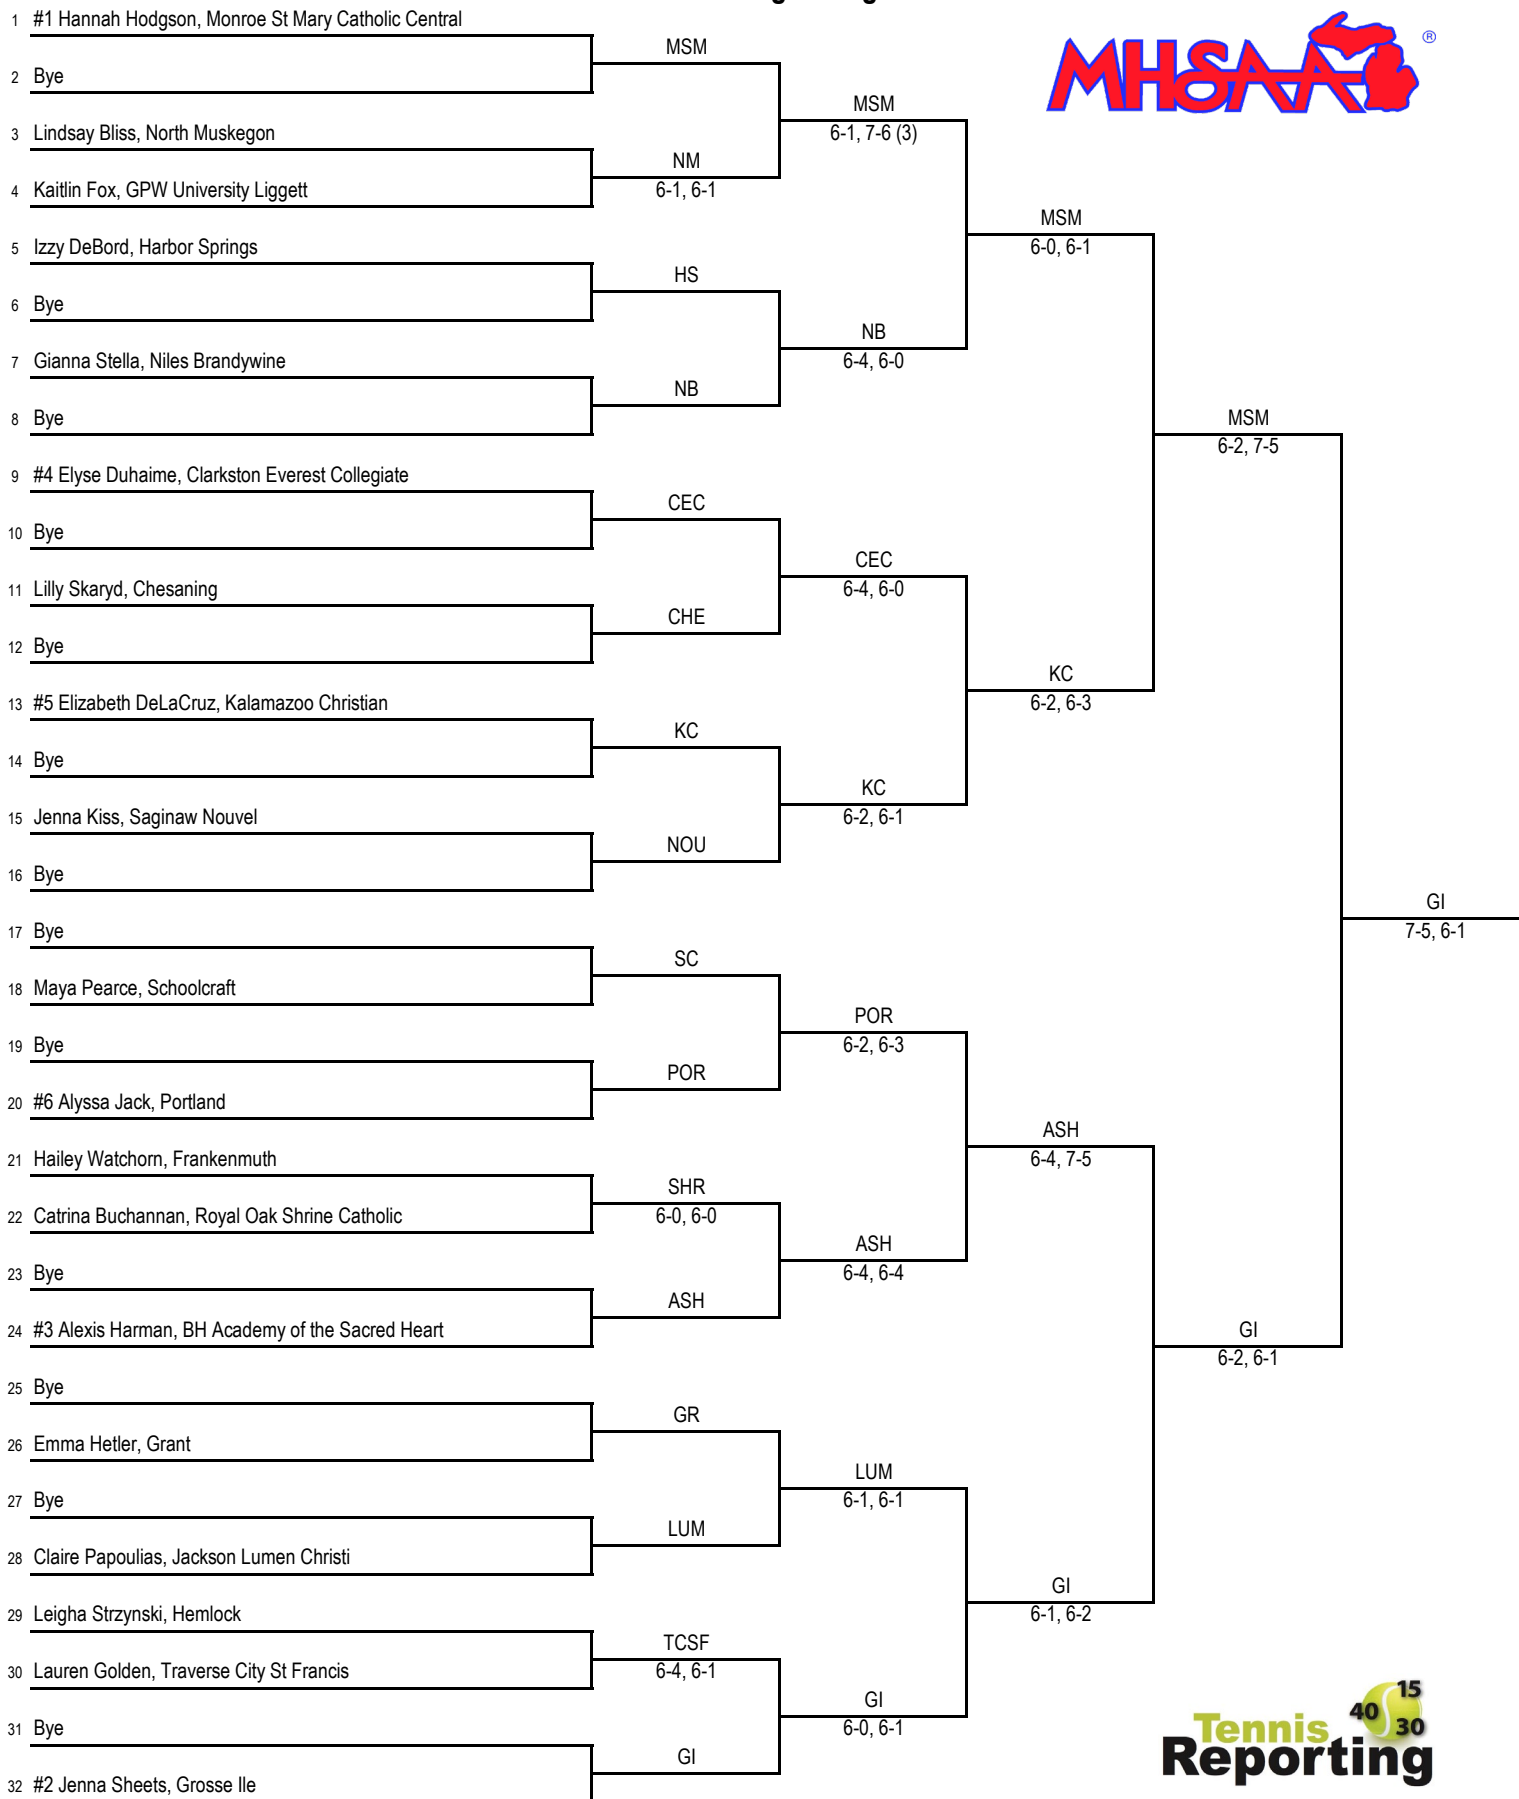 1 #1 Hannah Hodgson, Monroe St Mary Catholic Central
2 Bye
3 Lindsay Bliss, North Muskegon
4 Kaitlin Fox, GPW University Liggett
5 Izzy DeBord, Harbor Springs
6 Bye
7 Gianna Stella, Niles Brandywine
8 Bye
9 #4 Elyse Duhaime, Clarkston Everest Collegiate
10 Bye
11 Lilly Skaryd, Chesaning
12 Bye
13 #5 Elizabeth DeLaCruz, Kalamazoo Christian
14 Bye
15 Jenna Kiss, Saginaw Nouvel
16 Bye
17 Bye
18 Maya Pearce, Schoolcraft
19 Bye
20 #6 Alyssa Jack, Portland
21 Hailey Watchorn, Frankenmuth
22 Catrina Buchannan, Royal Oak Shrine Catholic
23 Bye
24 #3 Alexis Harman, BH Academy of the Sacred Heart
25 Bye
26 Emma Hetler, Grant
27 Bye
28 Claire Papoulias, Jackson Lumen Christi
29 Leigha Strzynski, Hemlock
30 Lauren Golden, Traverse City St Francis
31 Bye
32 #2 Jenna Sheets, Grosse Ile
MSM
NM
6-1, 6-1
HS
NB
CEC
CHE
KC
NOU
SC
POR
SHR
6-0, 6-0
ASH
GR
LUM
TCSF
6-4, 6-1
GI
MSM
6-1, 7-6 (3)
NB
6-4, 6-0
CEC
6-4, 6-0
KC
6-2, 6-1
POR
6-2, 6-3
ASH
6-4, 6-4
LUM
6-1, 6-1
GI
6-0, 6-1
MSM
6-0, 6-1
KC
6-2, 6-3
ASH
6-4, 7-5
GI
6-1, 6-2
MSM
6-2, 7-5
GI
6-2, 6-1
GI
7-5, 6-1
MHSAA ®
Tennis
Reporting
15
40
30